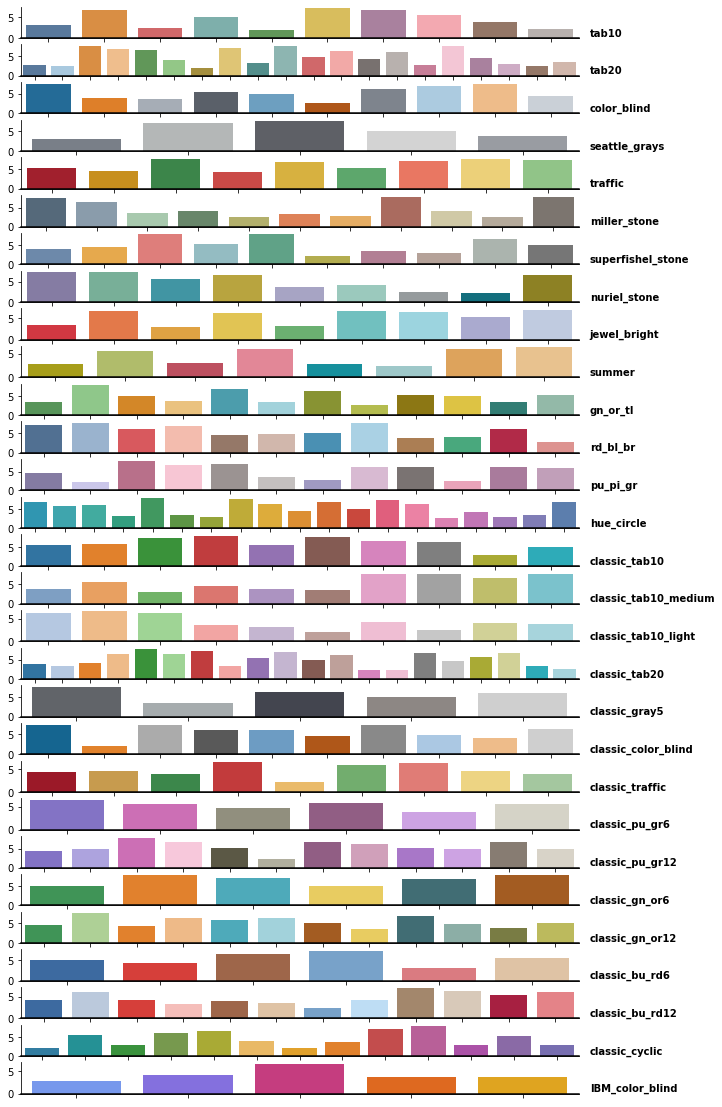 5
0
tab10
5
0
tab20
5
0
color_blind
5
0
seattle_grays
5
0
traffic
5
0
miller_stone
5
0
superfishel_stone
5
0
nuriel_stone
5
0
jewel_bright
5
0
summer
5
0
gn_or_tl
5
0
rd_bl_br
5
0
pu_pi_gr
5
0
hue_circle
5
0
classic_tab10
5
0
classic_tab10_medium
5
0
classic_tab10_light
5
0
classic_tab20
5
0
classic_gray5
5
0
classic_color_blind
5
0
classic_traffic
5
0
classic_pu_gr6
5
0
classic_pu_gr12
5
0
classic_gn_or6
5
0
classic_gn_or12
5
0
classic_bu_rd6
5
0
classic_bu_rd12
5
0
classic_cyclic
5
0
IBM_color_blind